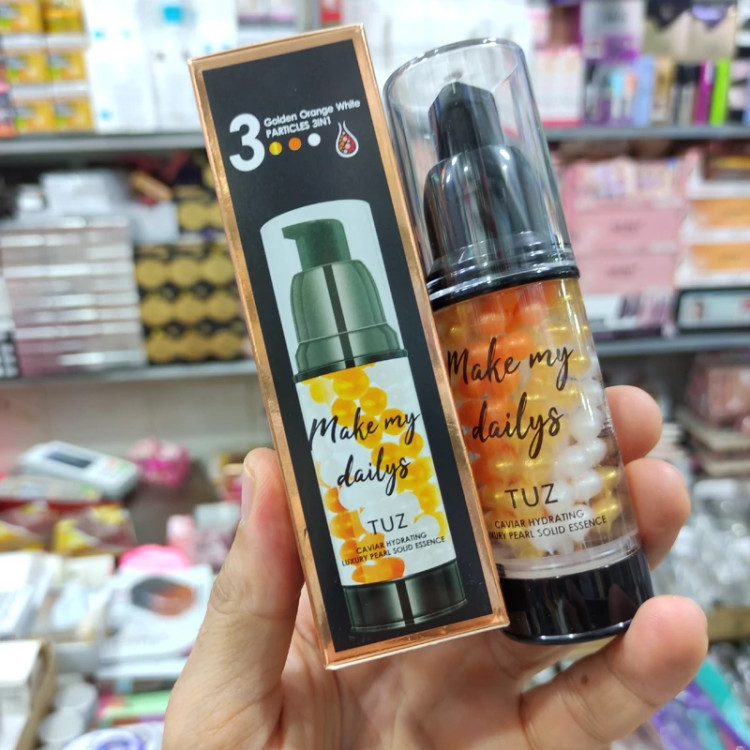 3 Golden Orange White
PARTICLES 3IN1
Make my
dailys
TUZ
CAVIAR HYDRATING
LUXURY PEARL SOLID ESSENCE
Make my
dailys
TUZ
CAVIAR HYDRATING
LUXURY PEARL SOLID ESSENCE